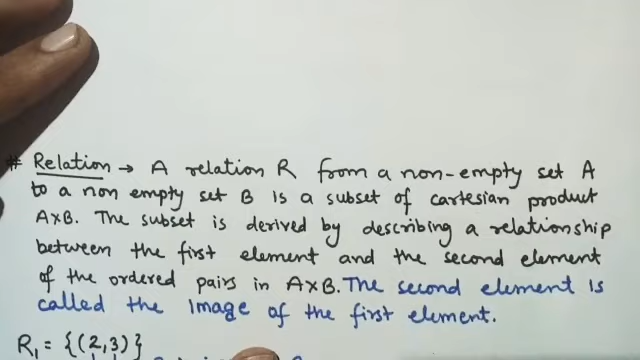 # Relation → A relation R from a non-empty set A
to a non empty set B is a subset of cartesian product
A×B. The subset is derived by describing a relationship
between the first element and the second element
of the ordered pairs in A×B. The second element is
called the image of the first element.
R₁ = {(2,3)}